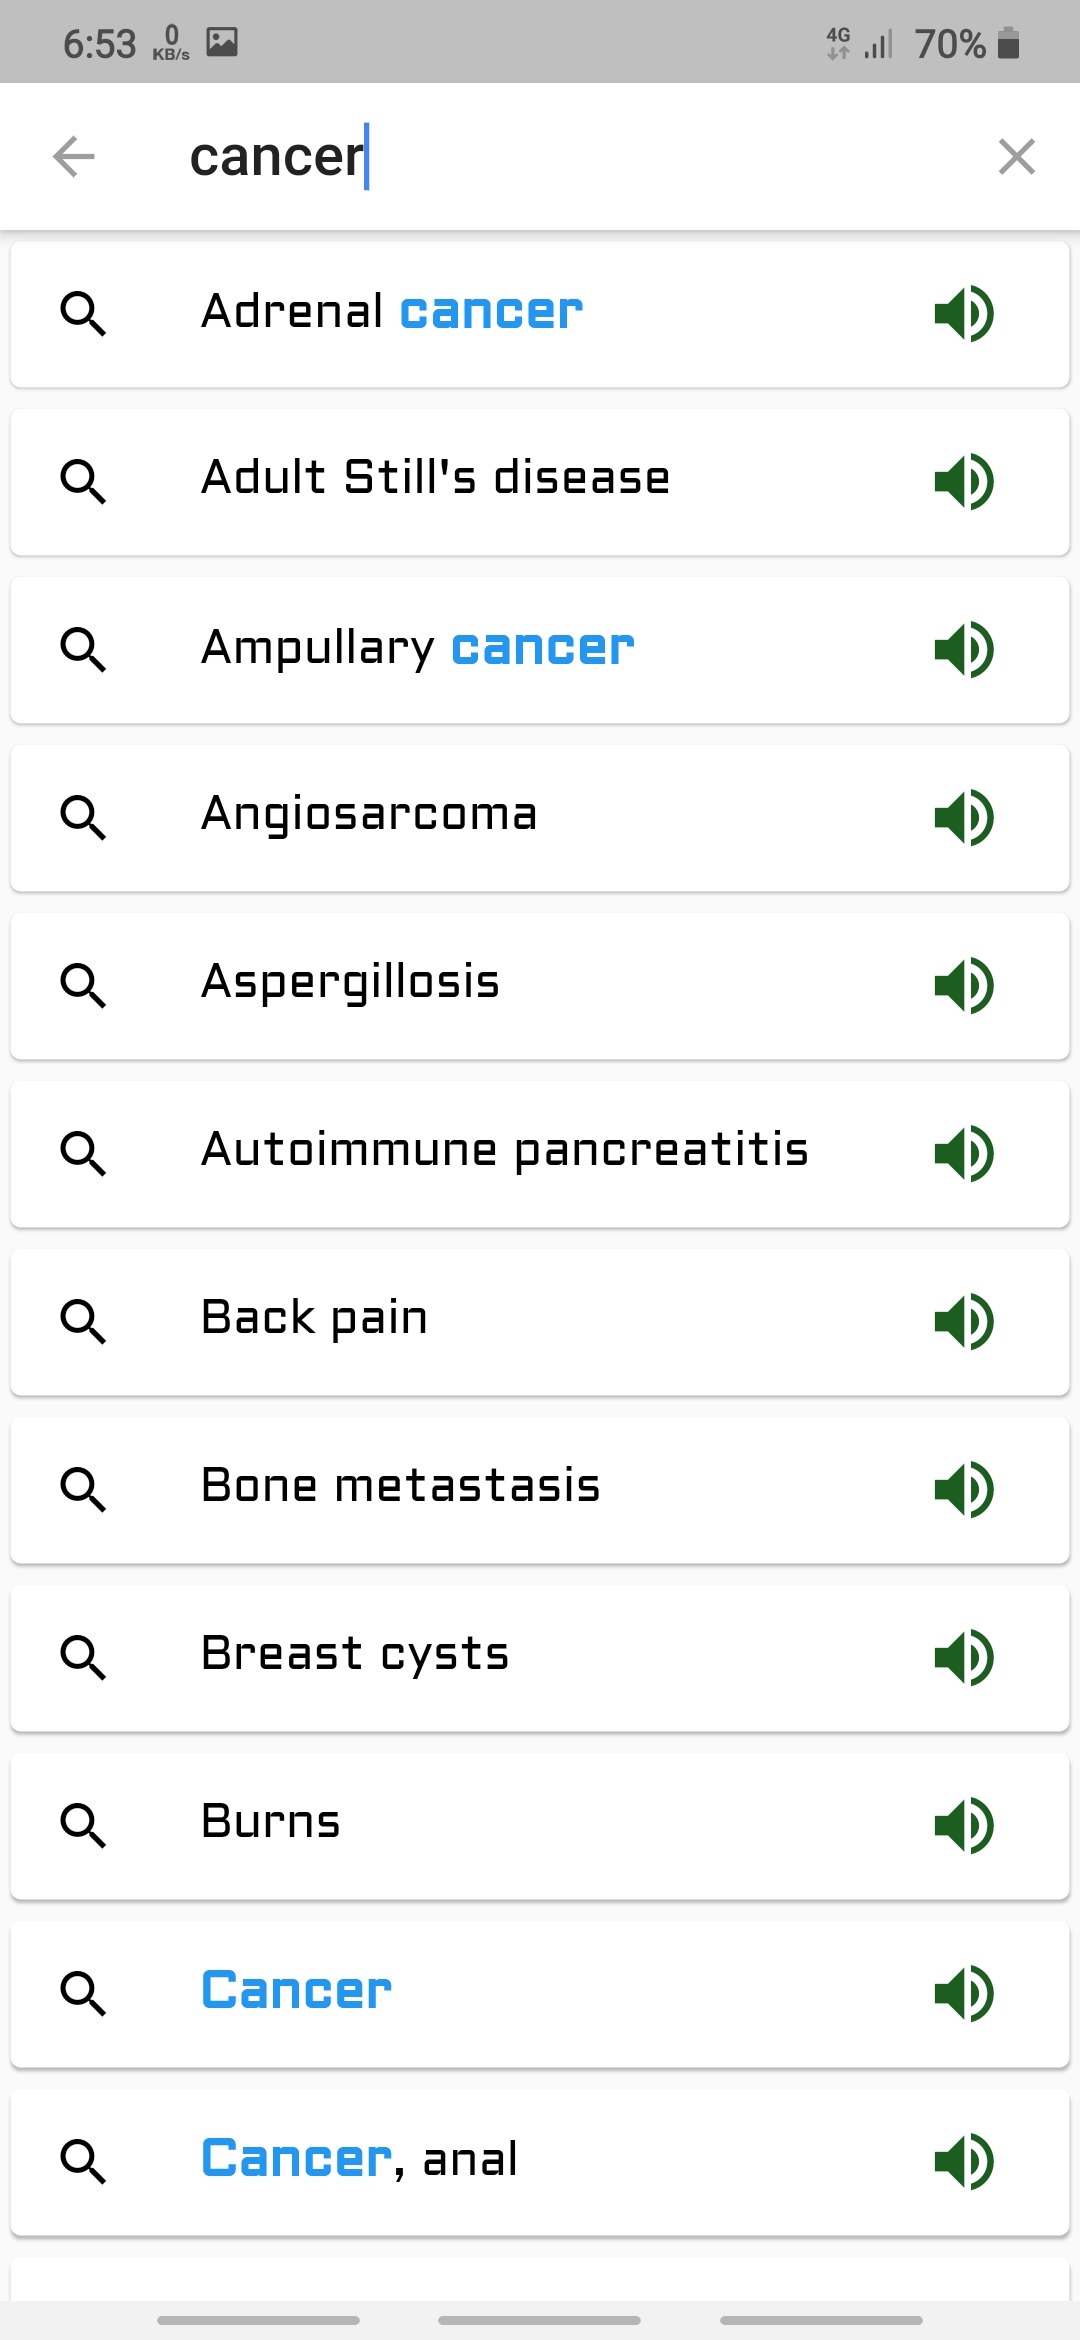 6:53 0 KB/s 4G 70%
cancer
Adrenal cancer
Adult Still's disease
Ampullary cancer
Angiosarcoma
Aspergillosis
Autoimmune pancreatitis
Back pain
Bone metastasis
Breast cysts
Burns
Cancer
Cancer, anal